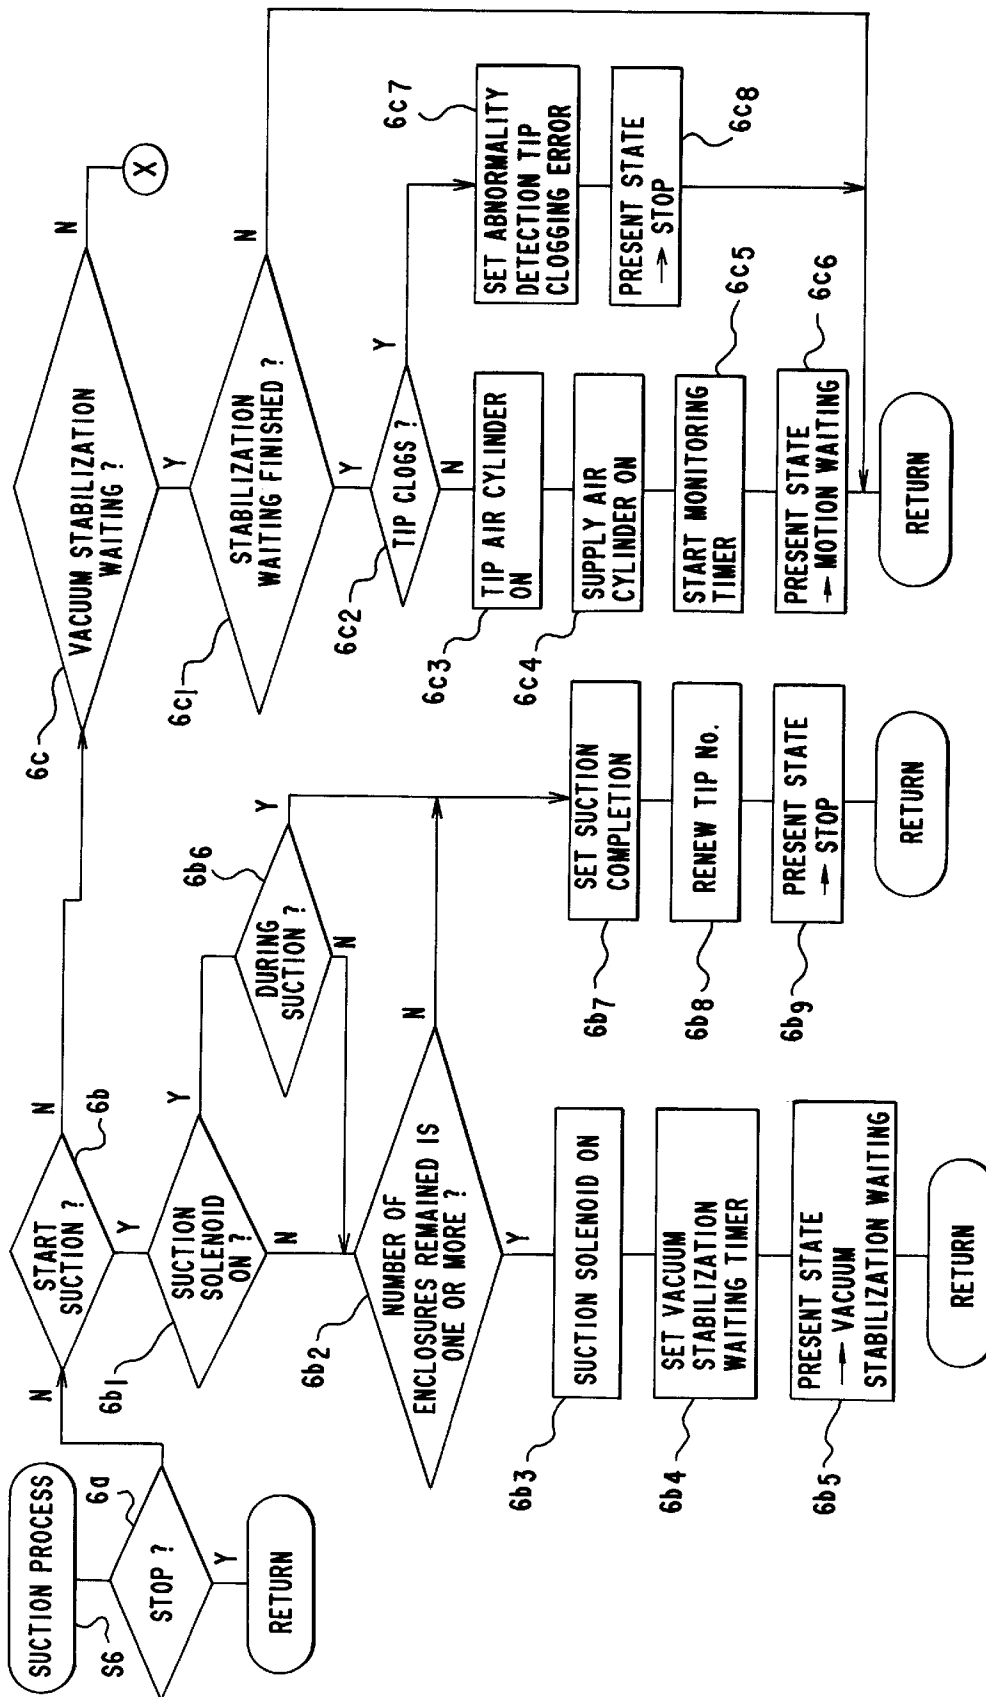 SUCTION PROCESS
S6
6a
STOP ?
Y
N
RETURN
START
SUCTION ?
6b
N
Y
6b1
SUCTION
SOLENOID
ON ?
Y
N
DURING
SUCTION ?
6b6
Y
N
6b2
NUMBER OF
ENCLOSURES REMAINED IS
ONE OR MORE ?
N
Y
6b3
SUCTION SOLENOID ON
6b4
SET VACUUM
STABILIZATION
WAITING TIMER
6b5
PRESENT STATE
→ VACUUM
STABILIZATION WAITING
RETURN
6b7
SET SUCTION
COMPLETION
6b8
RENEW TIP No.
6b9
PRESENT STATE
→ STOP
RETURN
6c
VACUUM STABILIZATION
WAITING ?
N
X
Y
6c1
STABILIZATION
WAITING FINISHED ?
N
Y
6c2
TIP CLOGS ?
Y
N
6c3
TIP AIR CYLINDER
ON
6c4
SUPPLY AIR
CYLINDER ON
START MONITORING
TIMER
6c5
PRESENT STATE
→ MOTION WAITING
6c6
RETURN
SET ABNORMALITY
DETECTION TIP
CLOGGING ERROR
6c7
PRESENT STATE
→ STOP
6c8